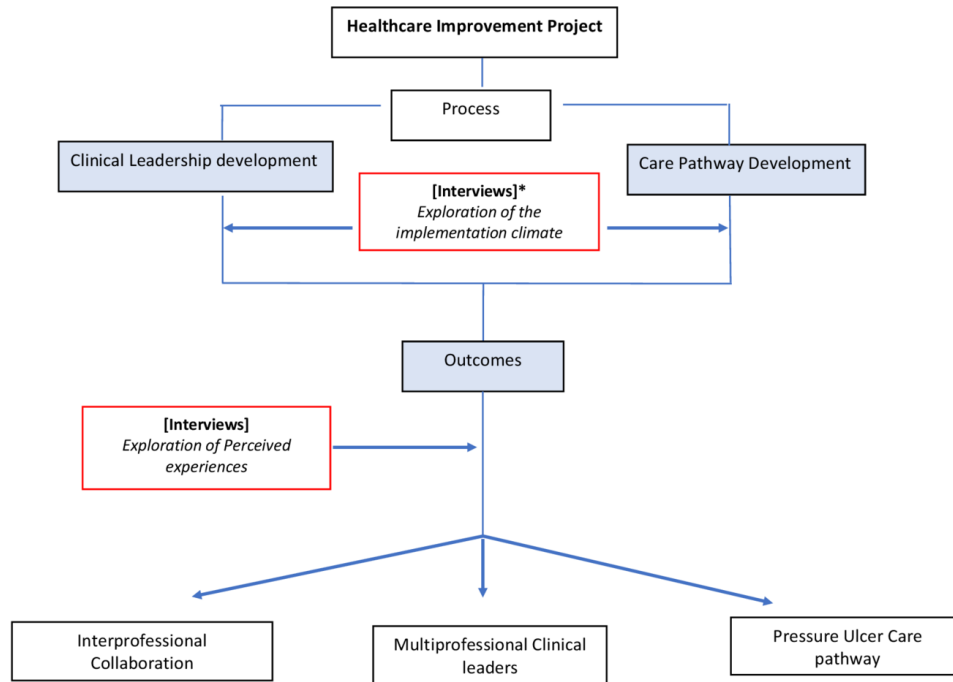 Healthcare Improvement Project
Process
Clinical Leadership development
Care Pathway Development
[Interviews]*
Exploration of the
implementation climate
Outcomes
[Interviews]
Exploration of Perceived
experiences
Interprofessional
Collaboration
Multiprofessional Clinical
leaders
Pressure Ulcer Care
pathway